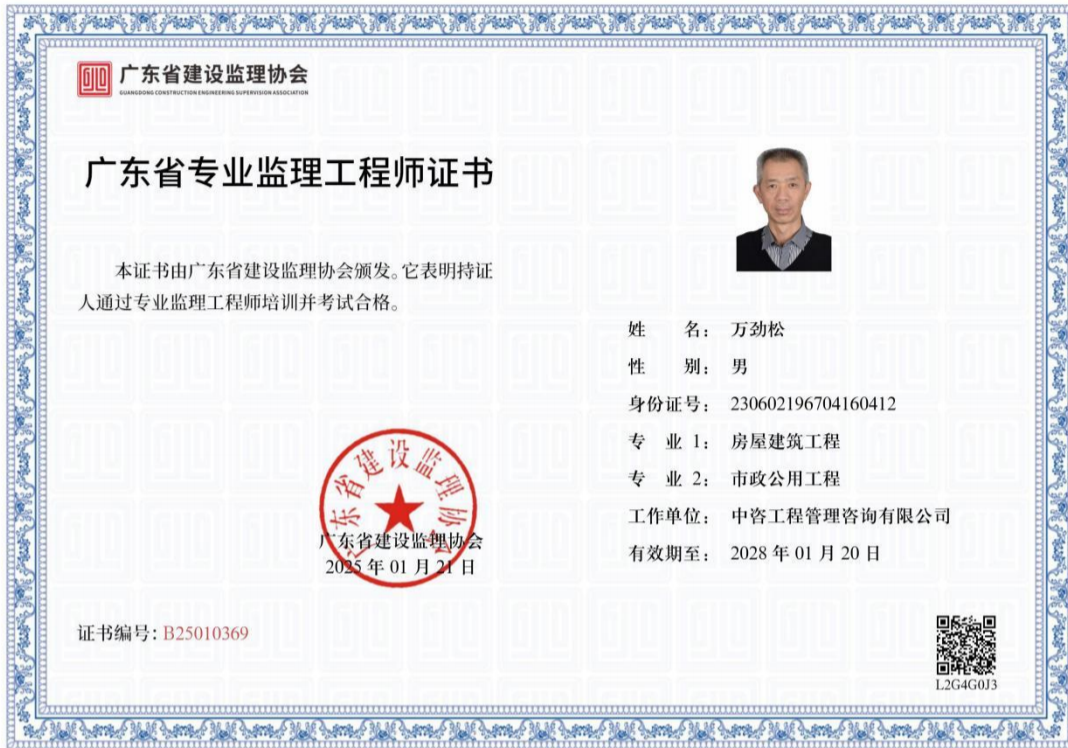 广东省建设监理协会
GUANGDONG CONSTRUCTION ENGINEERING SUPERVISION ASSOCIATION
广东省专业监理工程师证书
本证书由广东省建设监理协会颁发。它表明持证
人通过专业监理工程师培训并考试合格。
姓 名： 万劲松
性 别： 男
身份证号： 230602196704160412
专 业 1： 房屋建筑工程
专 业 2： 市政公用工程
工作单位： 中咨工程管理咨询有限公司
有效期至： 2028 年 01 月 20 日
广东省建设监理协会
广东省建设监理协会
2025 年 01 月 21 日
证书编号: B25010369
L2G4G0J3